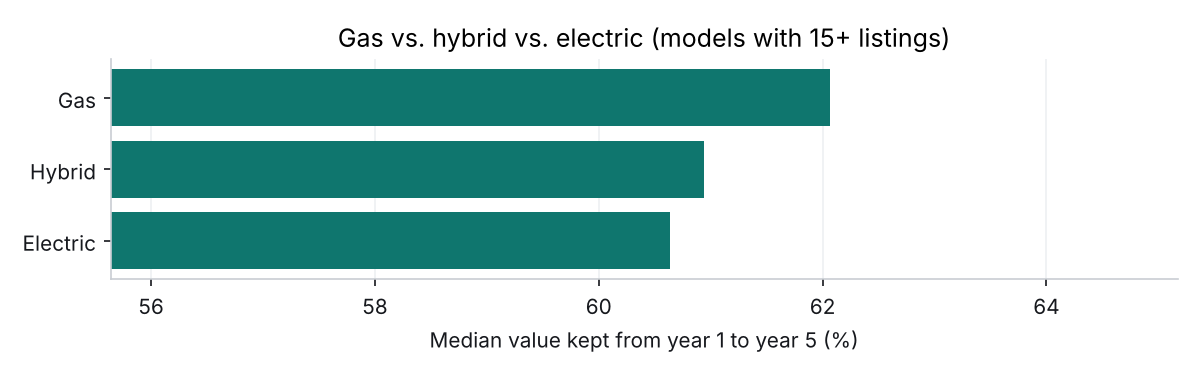 Gas vs. hybrid vs. electric (models with 15+ listings)
Gas
Hybrid
Electric
56 58 60 62 64
Median value kept from year 1 to year 5 (%)